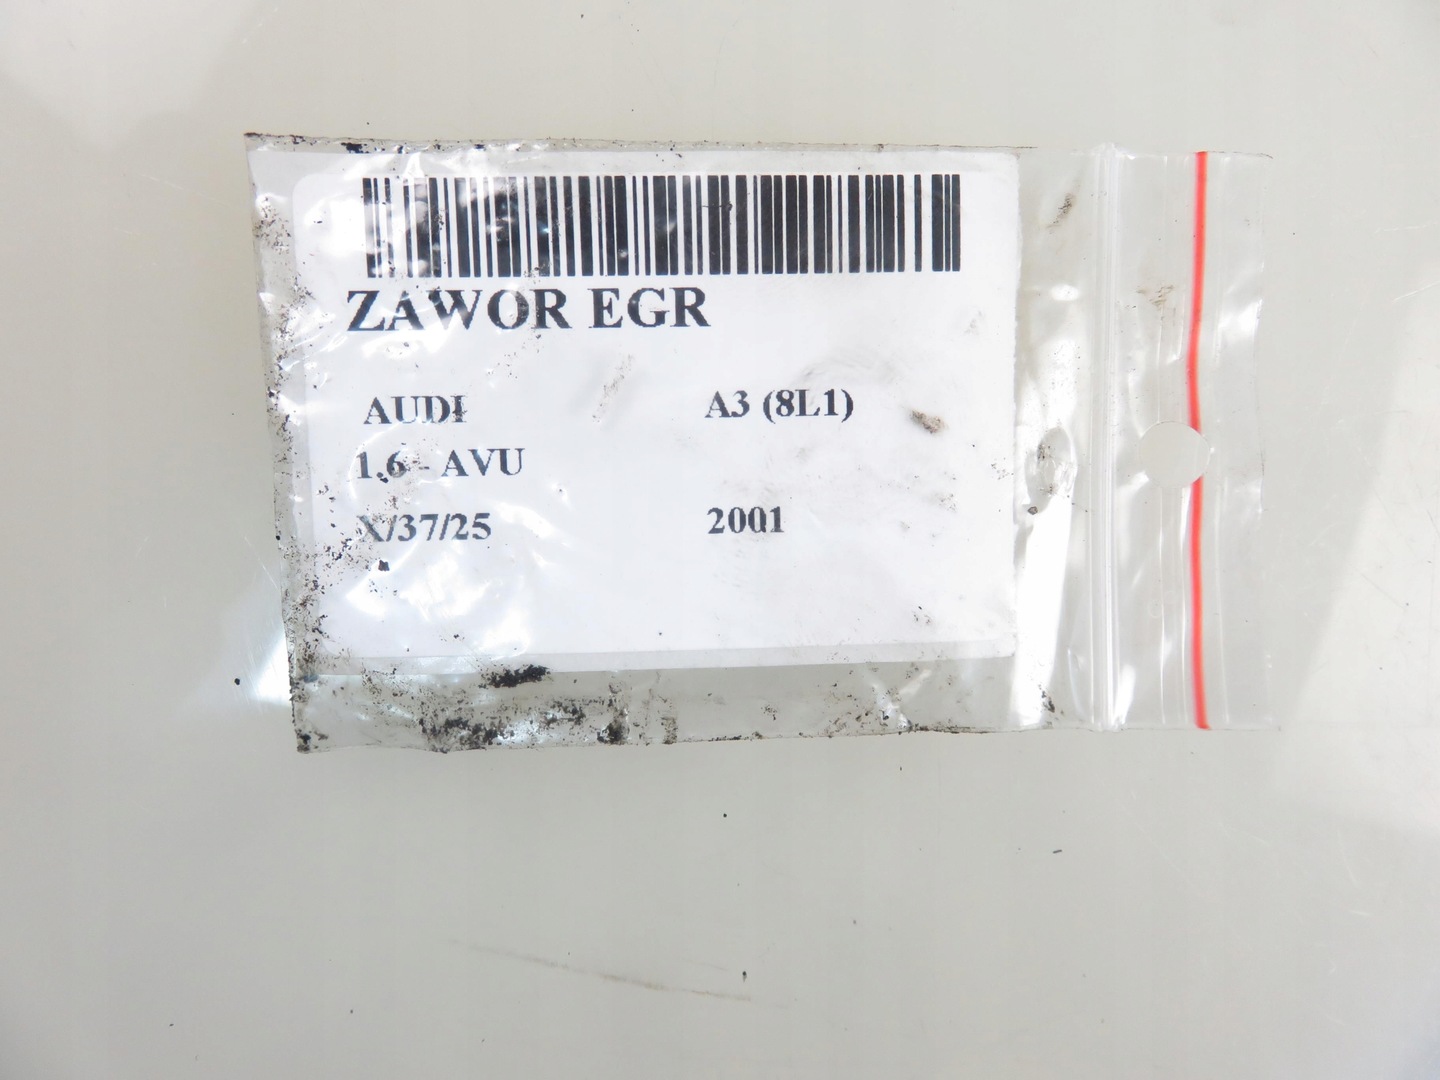 ZAWOR EGR
AUDI A3 (8L1)
1.6 - AVU
X/37/25 2001